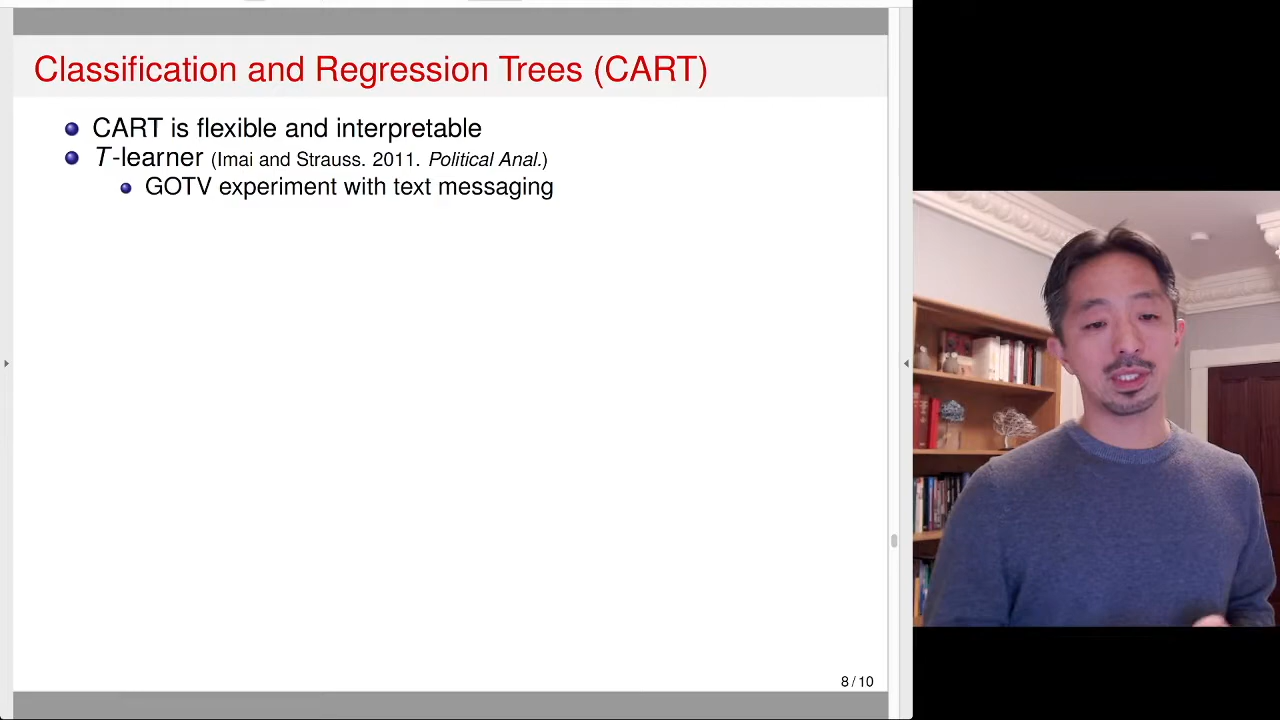 Classification and Regression Trees (CART)
CART is flexible and interpretable
T-learner (Imai and Strauss. 2011. Political Anal.)
GOTV experiment with text messaging
8 / 10